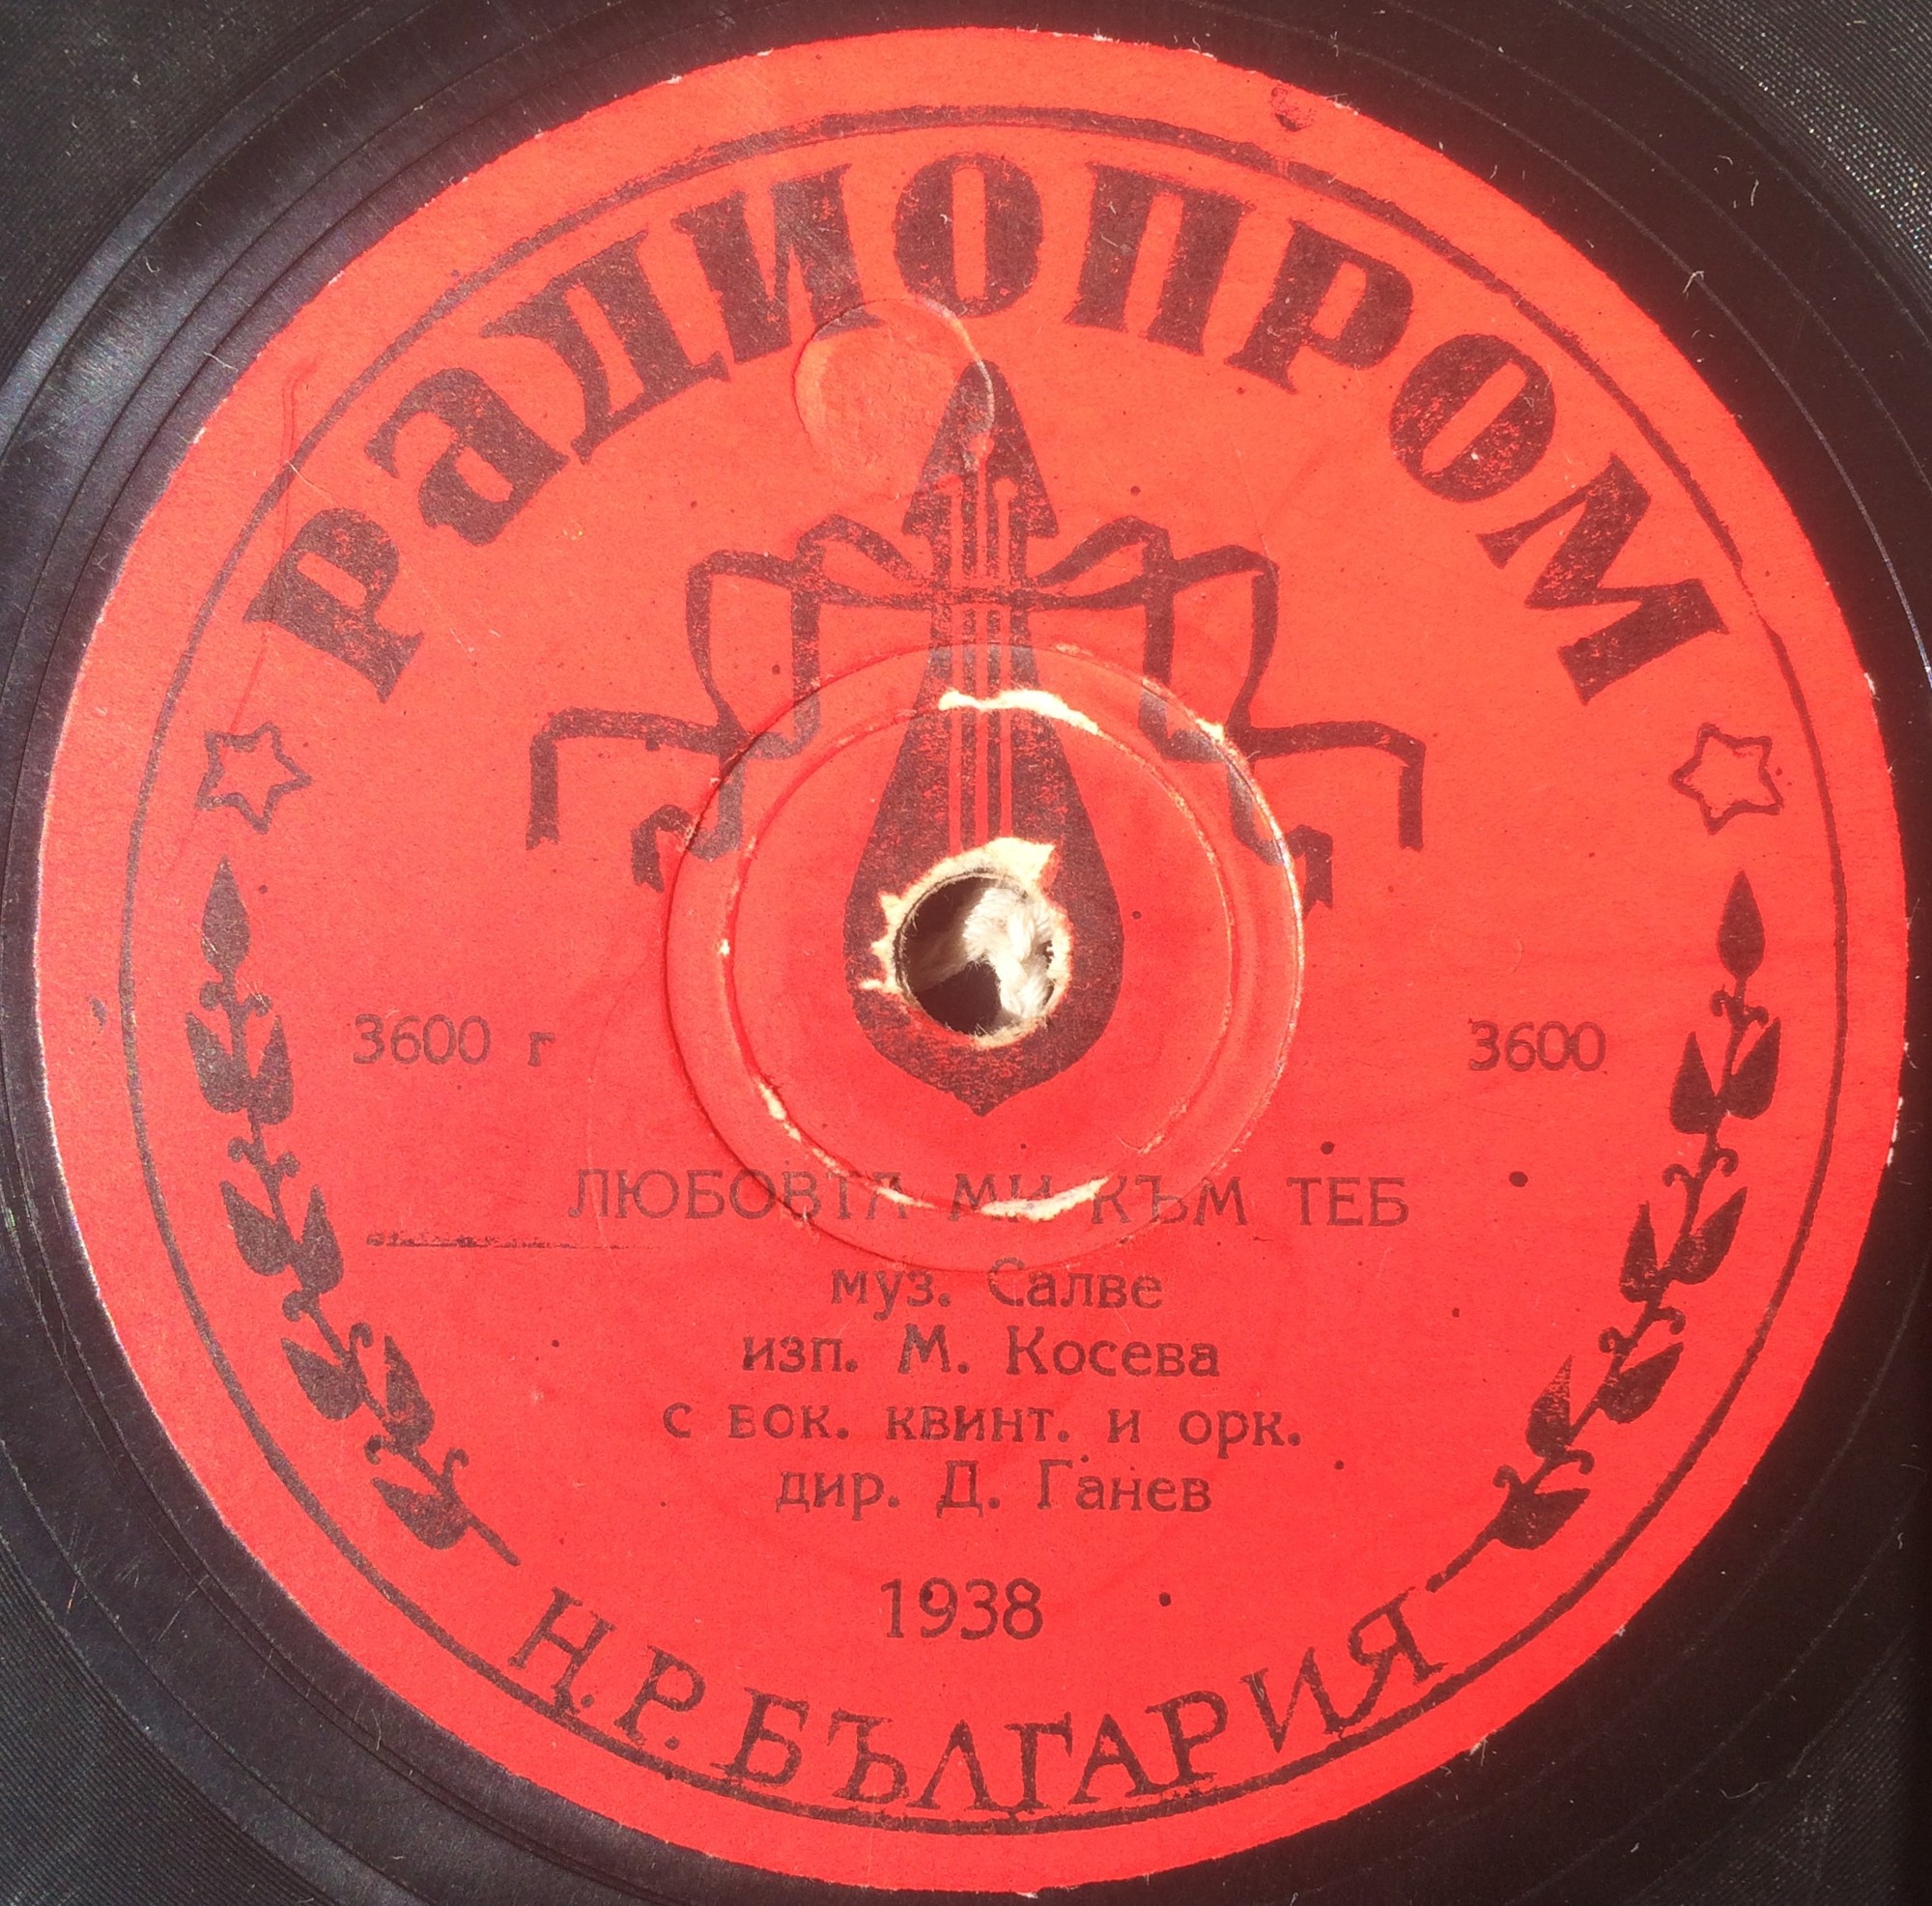 РАДИОПРОМ
3600 г
3600
ЛЮБОВТА МИ КЪМ ТЕБ
муз. Салве
изп. М. Косева
с вок. квинт. и орк.
дир. Д. Ганев
1938
Н.Р. БЪЛГАРИЯ